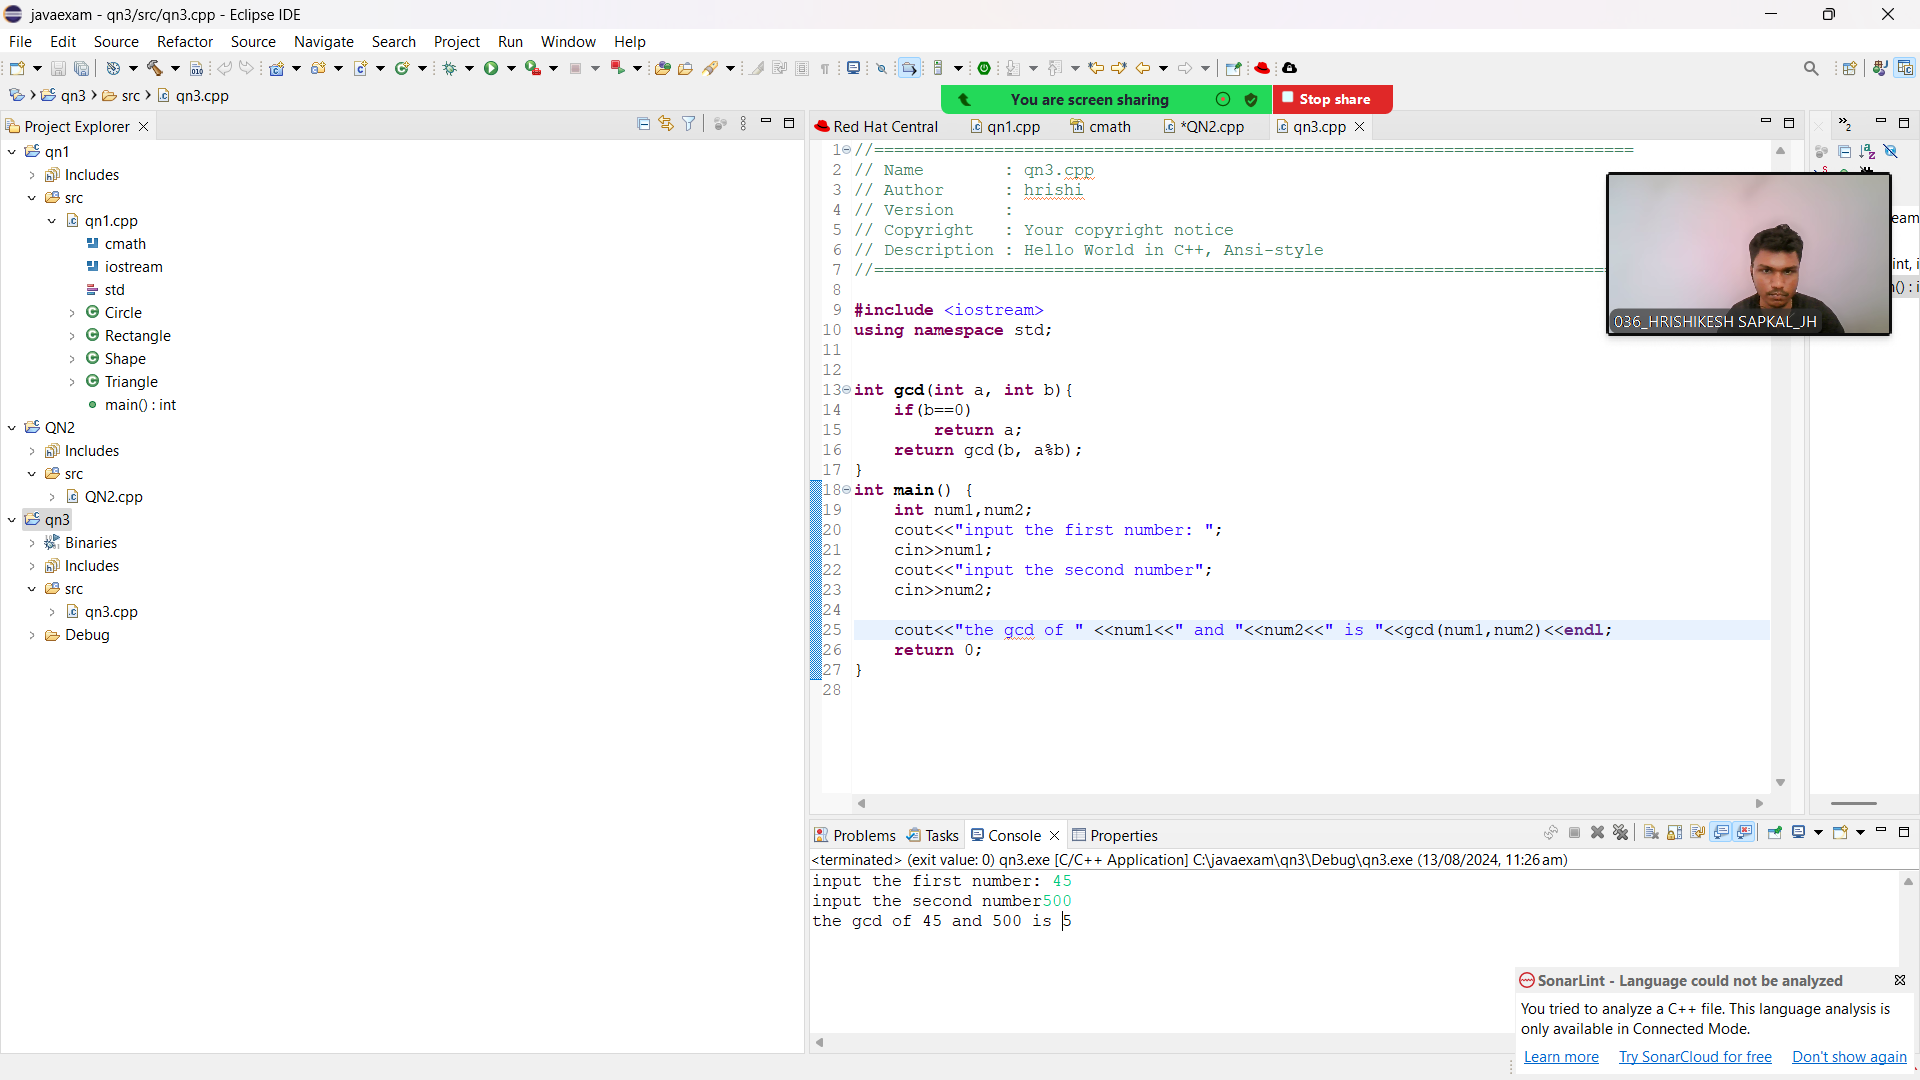 javaexam - qn3/src/qn3.cpp - Eclipse IDE
File Edit Source Refactor Source Navigate Search Project Run Window Help
qn3 src qn3.cpp
You are screen sharing Stop share
Project Explorer
Red Hat Central qn1.cpp cmath *QN2.cpp qn3.cpp
qn1
Includes
src
qn1.cpp
cmath
iostream
std
Circle
Rectangle
Shape
Triangle
main() : int
QN2
Includes
src
QN2.cpp
qn3
Binaries
Includes
src
qn3.cpp
Debug
1 //============================================================================
2 // Name : qn3.cpp
3 // Author : hrishi
4 // Version :
5 // Copyright : Your copyright notice
6 // Description : Hello World in C++, Ansi-style
7 //============================================================================
8
9 #include <iostream>
10 using namespace std;
11
12
13 int gcd(int a, int b){
14 if(b==0)
15 return a;
16 return gcd(b, a%b);
17 }
18 int main() {
19 int num1,num2;
20 cout<<"input the first number: ";
21 cin>>num1;
22 cout<<"input the second number";
23 cin>>num2;
24
25 cout<<"the gcd of " <<num1<<" and "<<num2<<" is "<<gcd(num1,num2)<<endl;
26 return 0;
27 }
28
036_HRISHIKESH SAPKAL_JH
Problems Tasks Console Properties
<terminated> (exit value: 0) qn3.exe [C/C++ Application] C:\javaexam\qn3\Debug\qn3.exe (13/08/2024, 11:26 am)
input the first number: 45
input the second number500
the gcd of 45 and 500 is 5
SonarLint - Language could not be analyzed
You tried to analyze a C++ file. This language analysis is
only available in Connected Mode.
Learn more Try SonarCloud for free Don't show again